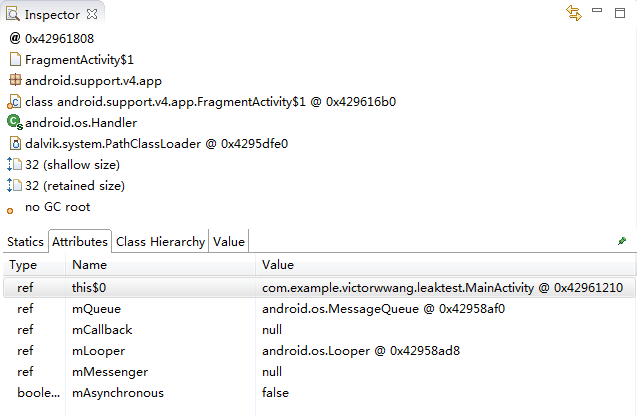 Inspector
@ 0x42961808
FragmentActivity$1
android.support.v4.app
class android.support.v4.app.FragmentActivity$1 @ 0x429616b0
android.os.Handler
dalvik.system.PathClassLoader @ 0x4295dfe0
32 (shallow size)
32 (retained size)
no GC root
Statics Attributes Class Hierarchy Value
Type Name Value
ref this$0 com.example.victorwwang.leaktest.MainActivity @ 0x42961210
ref mQueue android.os.MessageQueue @ 0x42958af0
ref mCallback null
ref mLooper android.os.Looper @ 0x42958ad8
ref mMessenger null
boole... mAsynchronous false